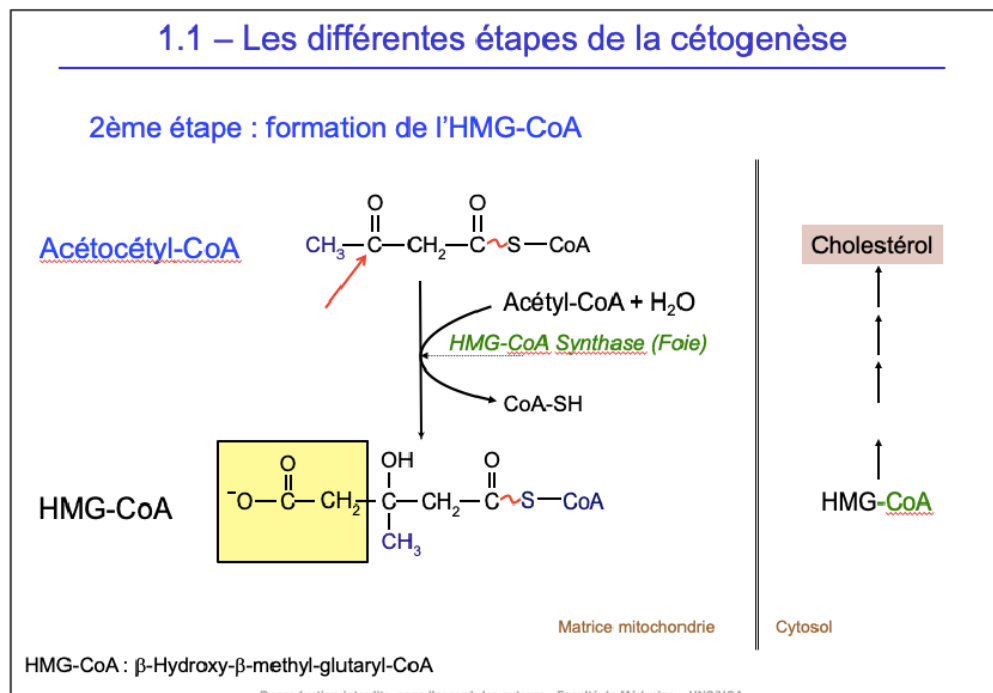 1.1 – Les différentes étapes de la cétogenèse
2ème étape : formation de l'HMG-CoA
Acétocétyl-CoA
O O
CH₃—C—CH₂—C~S—CoA
Acétyl-CoA + H₂O
HMG-CoA Synthase (Foie)
CoA-SH
HMG-CoA
O OH O
⁻O—C—CH₂—C—CH₂—C~S—CoA
CH₃
Matrice mitochondrie
Cholestérol
HMG-CoA
Cytosol
HMG-CoA : β-Hydroxy-β-methyl-glutaryl-CoA